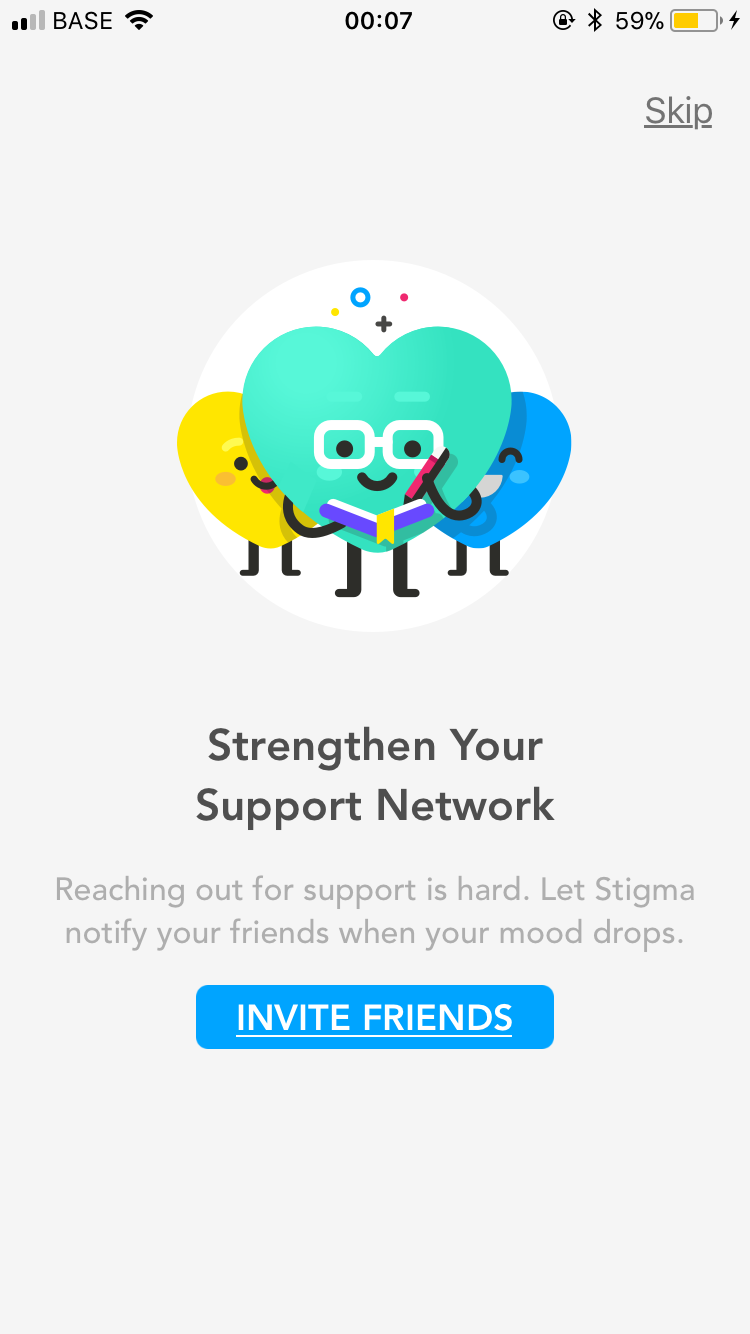 BASE 00:07 59%
Skip
Strengthen Your
Support Network
Reaching out for support is hard. Let Stigma
notify your friends when your mood drops.
INVITE FRIENDS